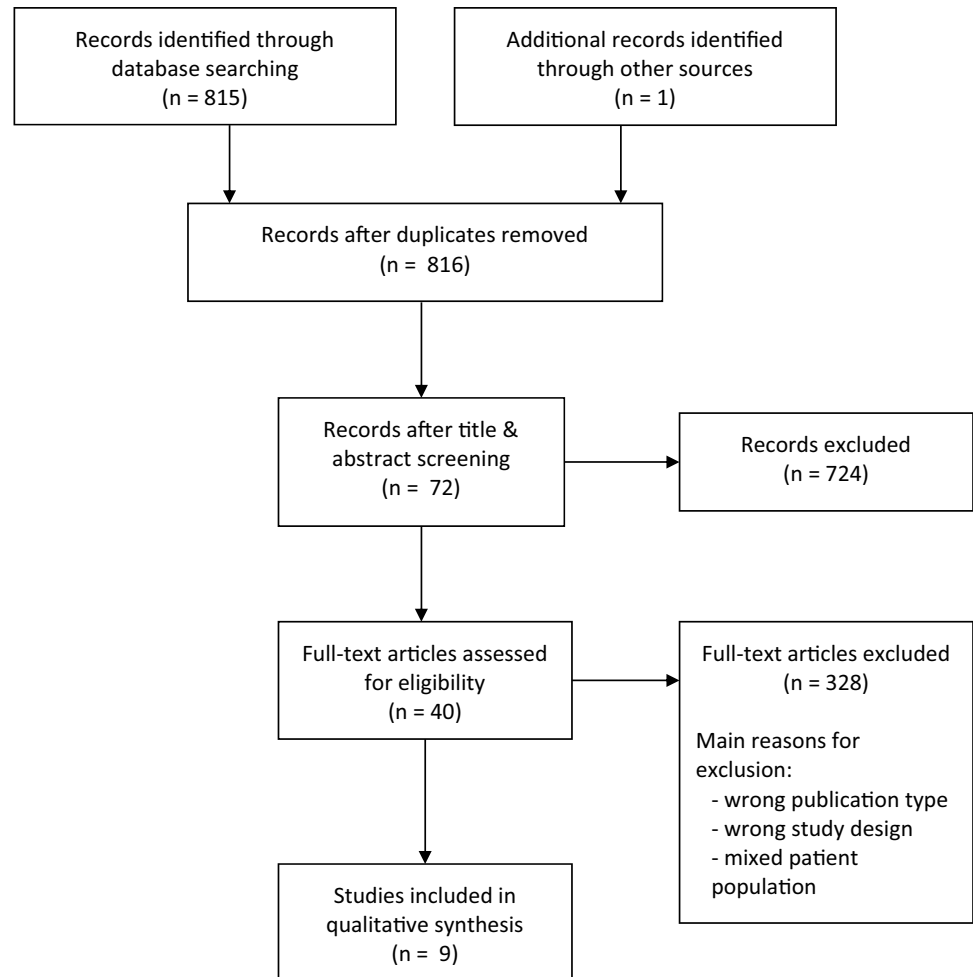 Records identified through
database searching
(n = 815)
Additional records identified
through other sources
(n = 1)
Records after duplicates removed
(n = 816)
Records after title &
abstract screening
(n = 72)
Records excluded
(n = 724)
Full-text articles assessed
for eligibility
(n = 40)
Full-text articles excluded
(n = 328)
Main reasons for
exclusion:
- wrong publication type
- wrong study design
- mixed patient
population
Studies included in
qualitative synthesis
(n = 9)